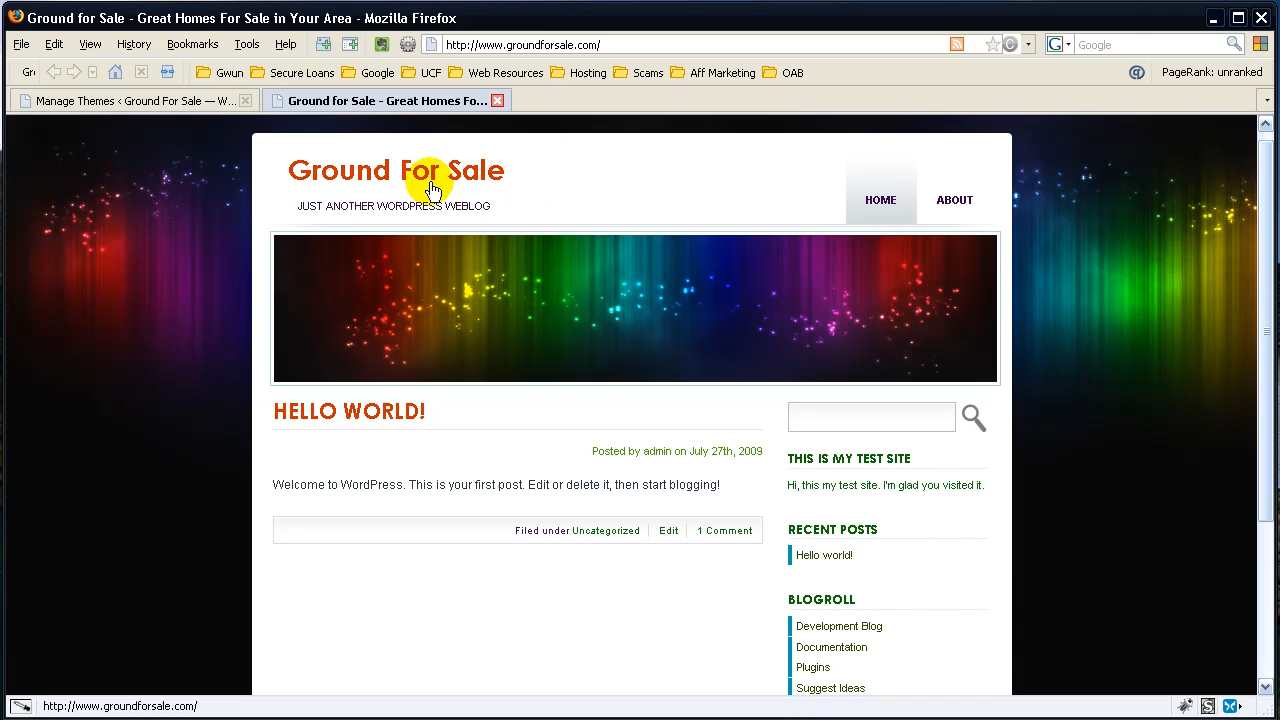 Ground for Sale - Great Homes For Sale in Your Area - Mozilla Firefox
File Edit View History Bookmarks Tools Help http://www.groundforsale.com/ Google
Gr Gwun Secure Loans Google UCF Web Resources Hosting Scams Aff Marketing OAB PageRank: unranked
Manage Themes ‹ Ground For Sale — W... Ground for Sale - Great Homes Fo...
Ground For Sale
JUST ANOTHER WORDPRESS WEBLOG
HOME ABOUT
HELLO WORLD!
Posted by admin on July 27th, 2009
Welcome to WordPress. This is your first post. Edit or delete it, then start blogging!
Filed under Uncategorized Edit 1 Comment
THIS IS MY TEST SITE
Hi, this my test site. I'm glad you visited it.
RECENT POSTS
Hello world!
BLOGROLL
Development Blog
Documentation
Plugins
Suggest Ideas
http://www.groundforsale.com/